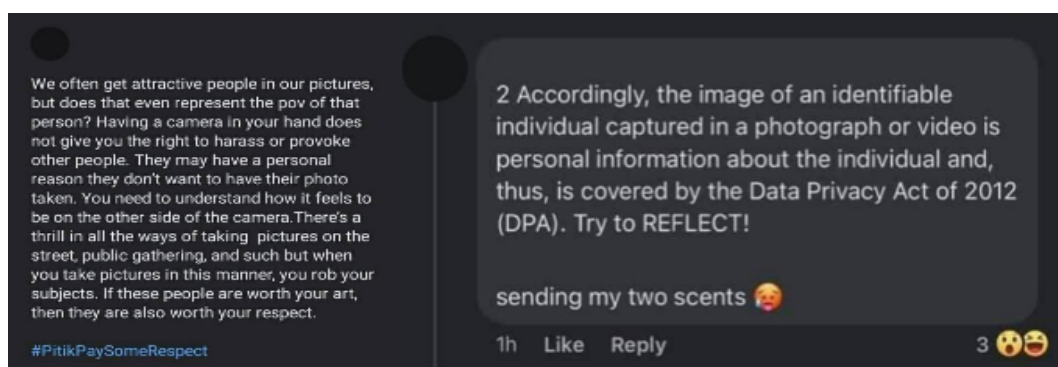 We often get attractive people in our pictures,
but does that even represent the pov of that
person? Having a camera in your hand does
not give you the right to harass or provoke
other people. They may have a personal
reason they don't want to have their photo
taken. You need to understand how it feels to
be on the other side of the camera.There's a
thrill in all the ways of taking  pictures on the
street, public gathering, and such but when
you take pictures in this manner, you rob your
subjects. If these people are worth your art,
then they are also worth your respect.
#PitikPaySomeRespect
2 Accordingly, the image of an identifiable
individual captured in a photograph or video is
personal information about the individual and,
thus, is covered by the Data Privacy Act of 2012
(DPA). Try to REFLECT!
sending my two scents 🥵
1h Like Reply 3 😮😆